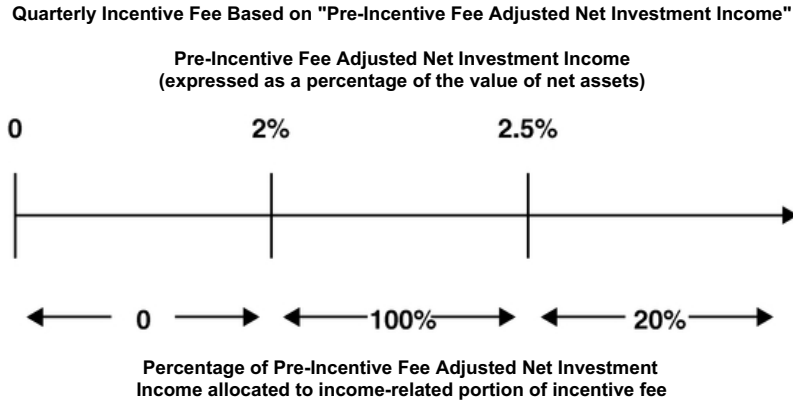 Quarterly Incentive Fee Based on "Pre-Incentive Fee Adjusted Net Investment Income"
Pre-Incentive Fee Adjusted Net Investment Income
(expressed as a percentage of the value of net assets)
0 2% 2.5%
0 100% 20%
Percentage of Pre-Incentive Fee Adjusted Net Investment
Income allocated to income-related portion of incentive fee